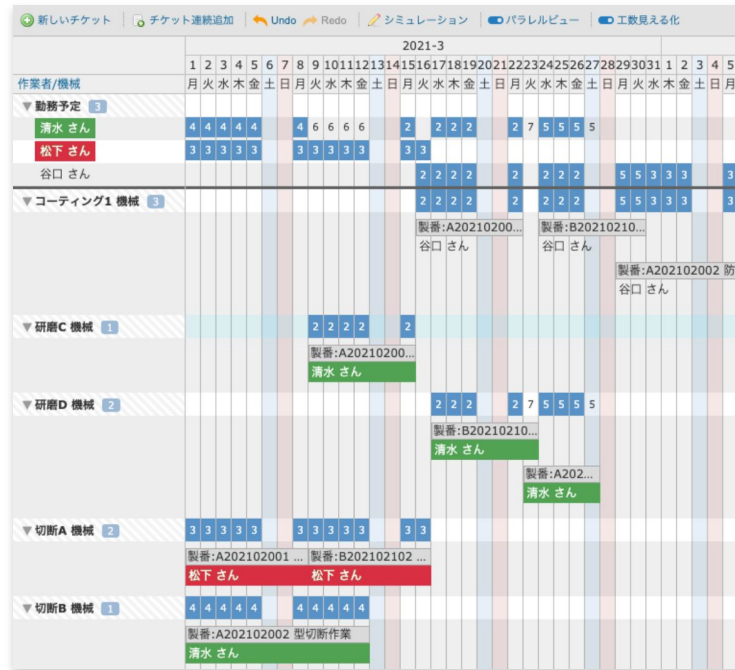 新しいチケット チケット連続追加 Undo Redo シミュレーション パラレルビュー 工数見える化
2021-3
1 2 3 4 5 6 7 8 9 10 11 12 13 14 15 16 17 18 19 20 21 22 23 24 25 26 27 28 29 30 31 1 2 3 4 5
作業者/機械 月 火 水 木 金 土 日 月 火 水 木 金 土 日 月 火 水 木 金 土 日 月 火 水 木 金 土 日 月 火 水 木 金 土 日 月
▼勤務予定 3
清水 さん 4 4 4 4 4 4 6 6 6 6 2 2 2 2 2 7 5 5 5 5
松下 さん 3 3 3 3 3 3 3 3 3 3 3 3
谷口 さん 2 2 2 2 2 2 2 2 5 5 3 3 3 3
▼コーティング1 機械 3 2 2 2 2 2 2 2 2 5 5 3 3 3 3
製番:A20210200... 製番:B20210210...
谷口 さん 谷口 さん
製番:A202102002 防
谷口 さん
▼研磨C 機械 1 2 2 2 2 2
製番:A20210200...
清水 さん
▼研磨D 機械 2 2 2 2 2 7 5 5 5 5
製番:B20210210...
清水 さん
製番:A202...
清水 さん
▼切断A 機械 2 3 3 3 3 3 3 3 3 3 3 3 3
製番:A202102001 ... 製番:B202102102 ...
松下 さん 松下 さん
▼切断B 機械 1 4 4 4 4 4 4 4 4 4 4
製番:A202102002 型切断作業
清水 さん